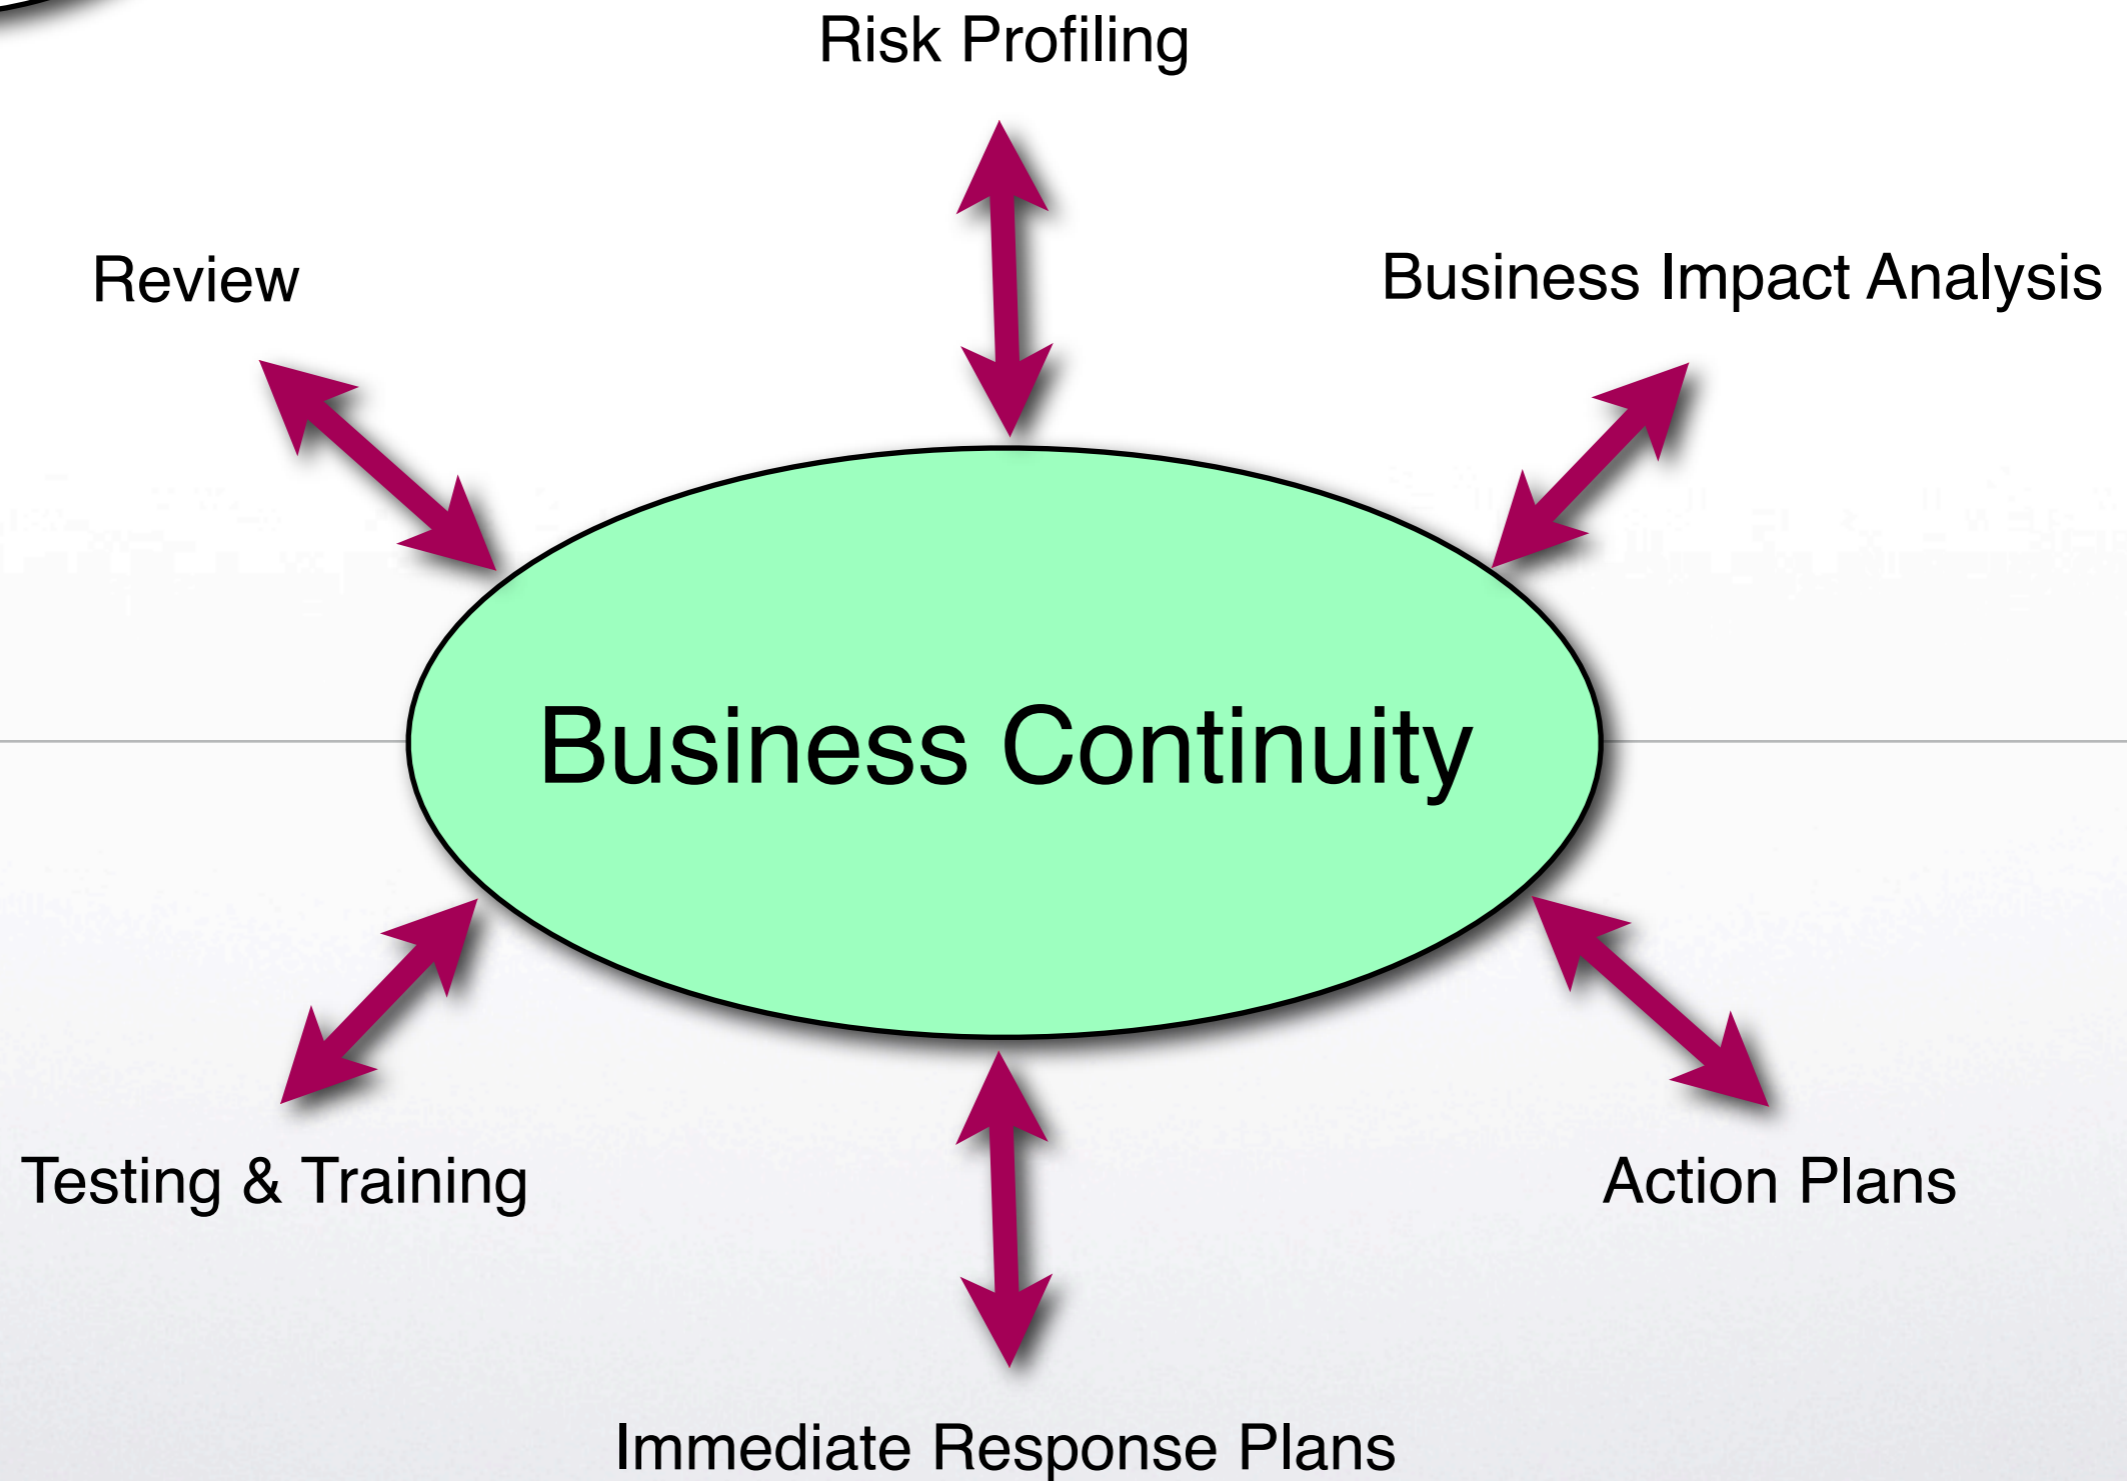 Risk Profiling
Review
Business Impact Analysis
Business Continuity
Testing & Training
Action Plans
Immediate Response Plans